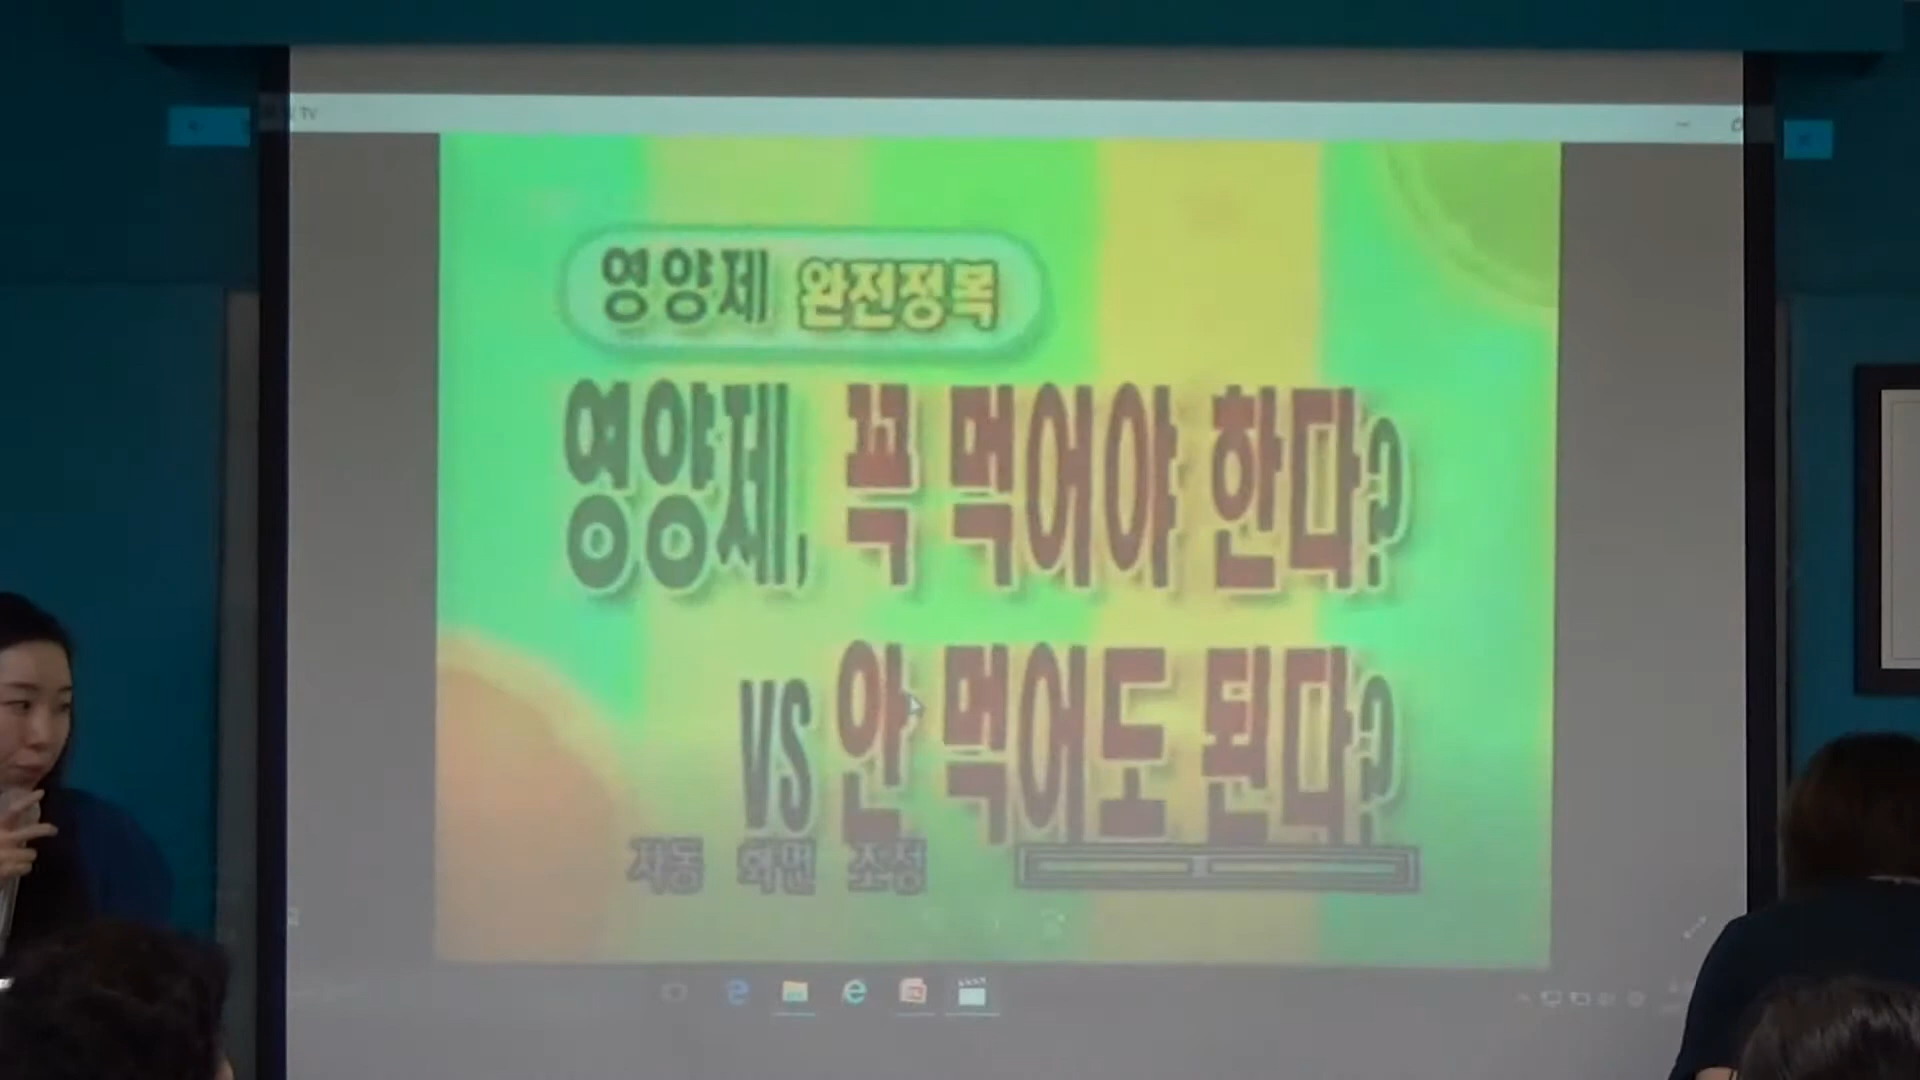 TV
영양제 완전정복
영양제, 꼭 먹어야 한다?
VS 안 먹어도 된다?
자동 화면 조정